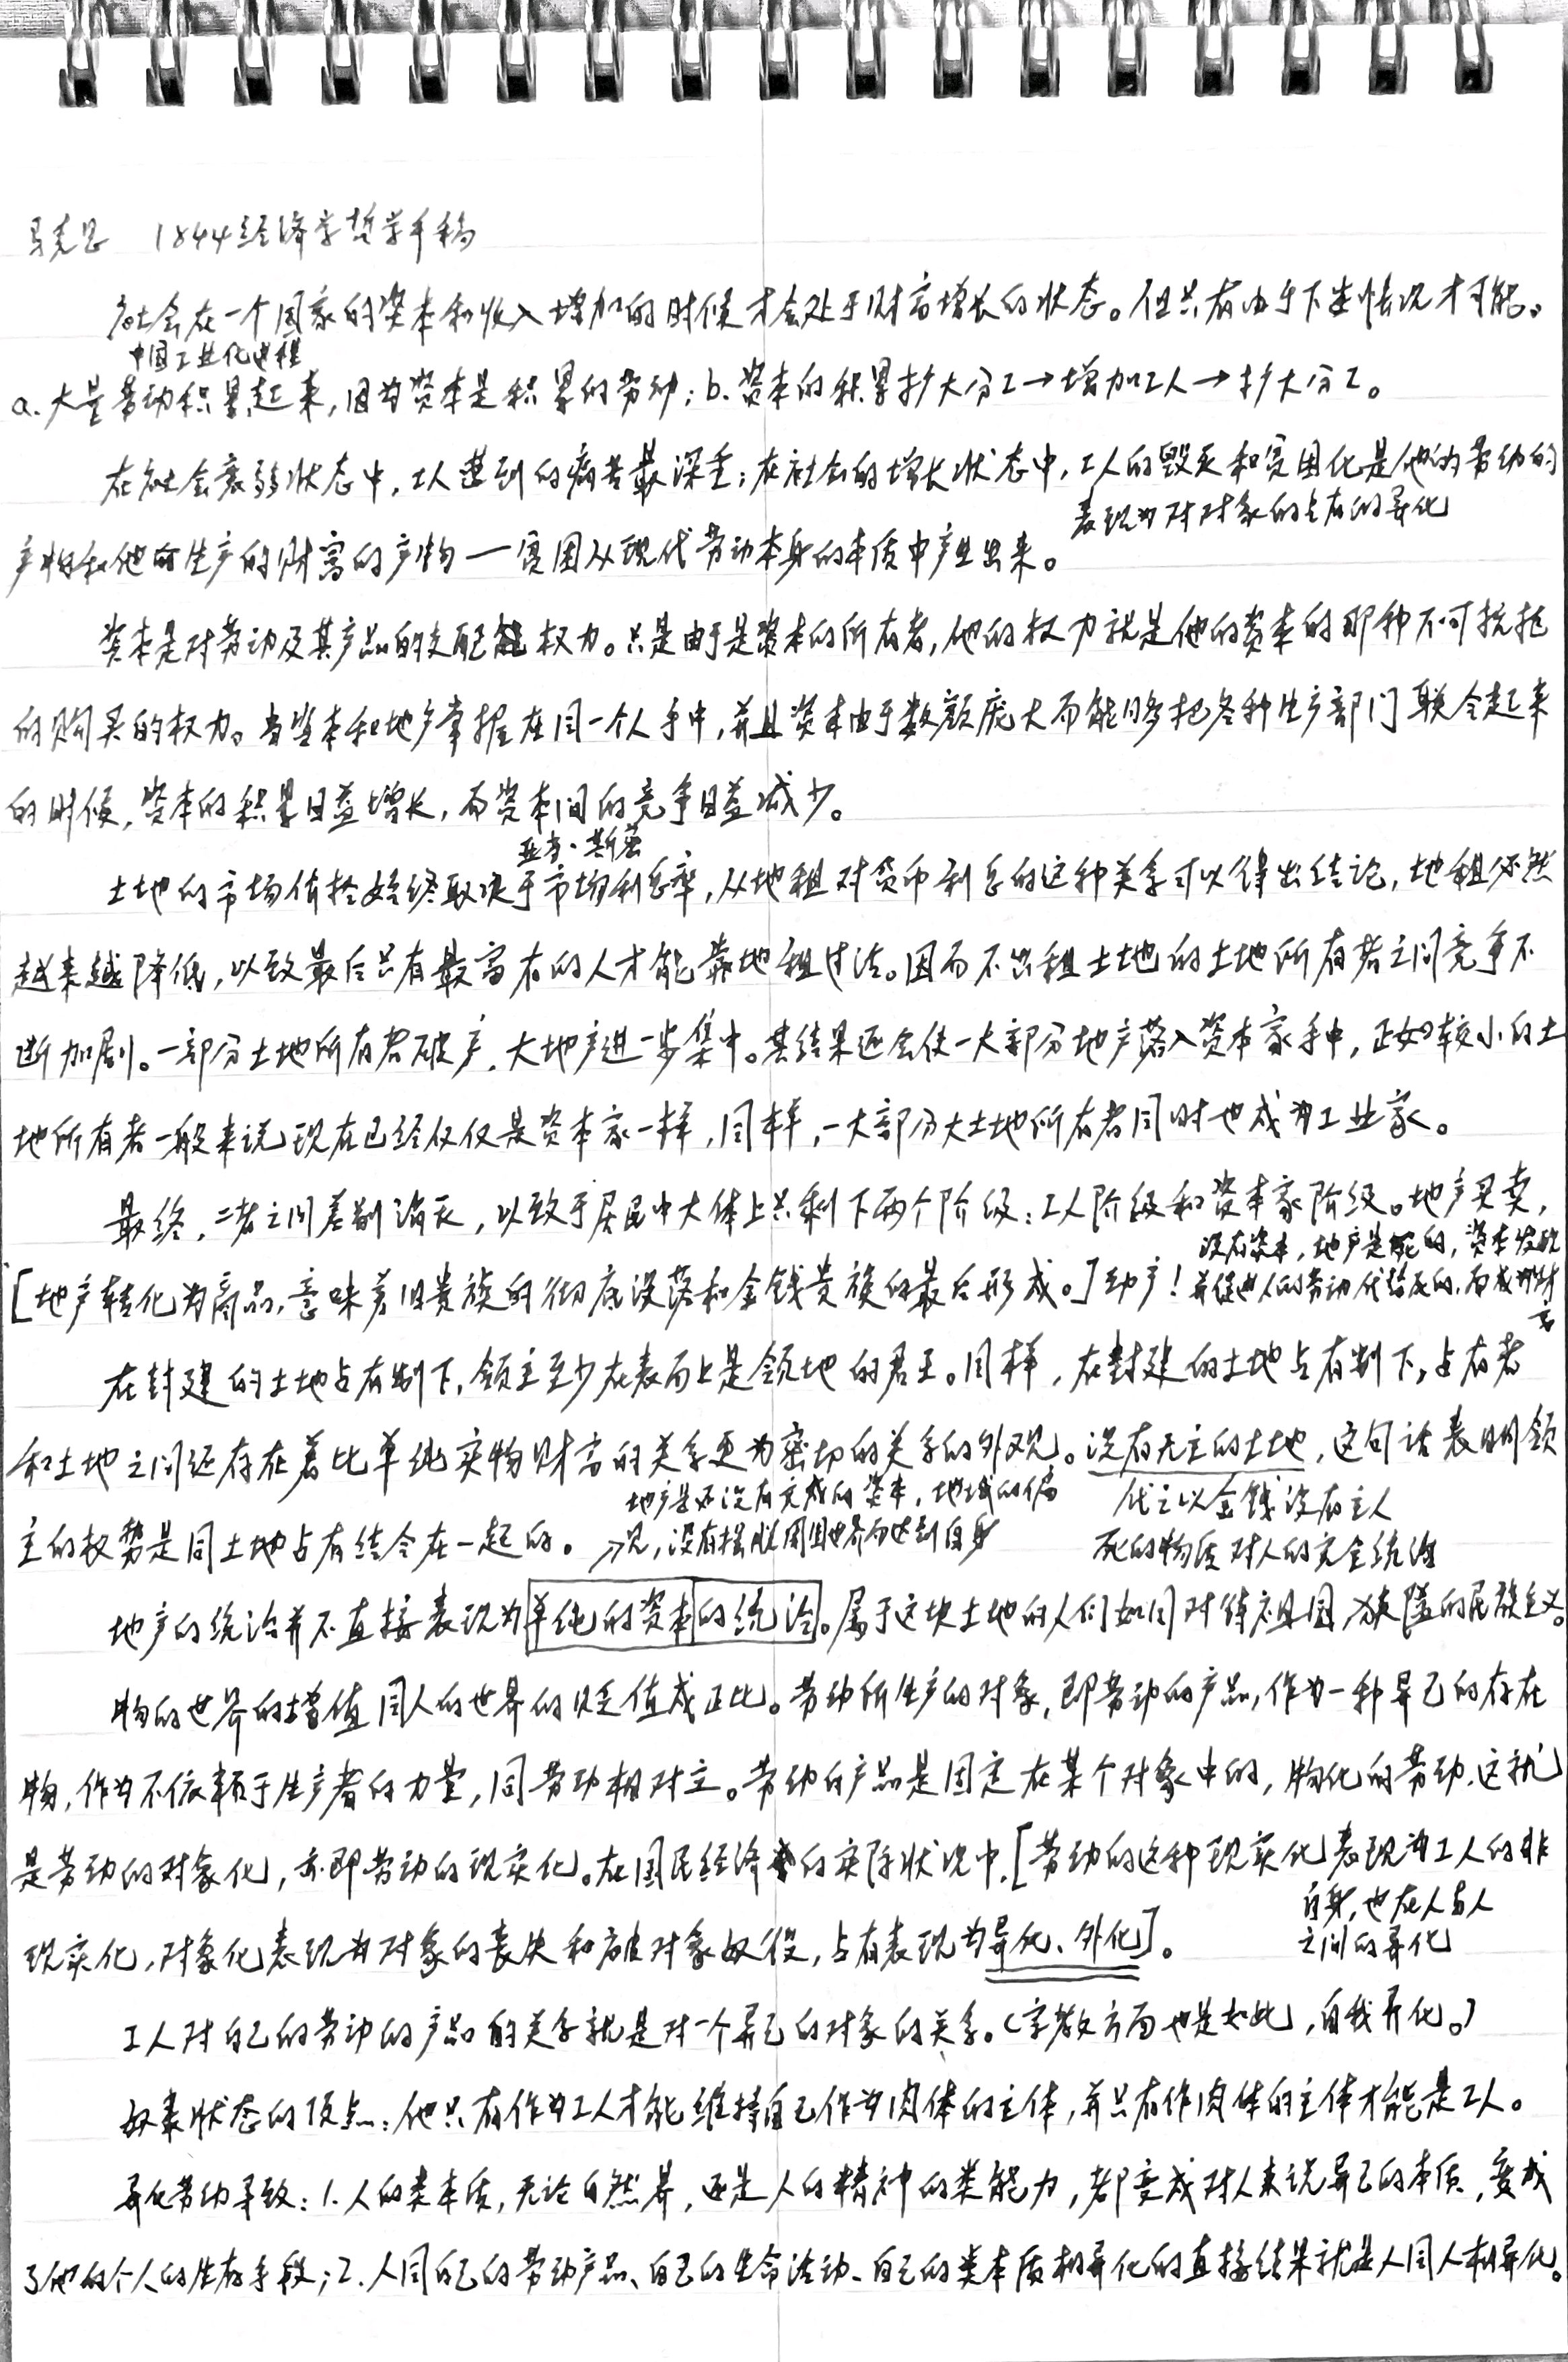 马克思 1844经济学哲学手稿
社会在一个国家的资本和收入增加的时候才会处于财富增长的状态。但只有由于下述情况才可能。
中国工业化进程
a. 大量劳动积累起来,因为资本是积累的劳动;b. 资本的积累扩大分工→增加工人→扩大分工。
在社会衰弱状态中,工人遭到的痛苦最深重;在社会的增长状态中,工人的毁灭和贫困化是他的劳动的
表现为对对象的占有的异化
产物和他所生产的财富的产物——贫困从现代劳动本身的本质中产生出来。
资本是对劳动及其产品的支配权力。只是由于是资本的所有者,他的权力就是他的资本的那种不可抗拒
的购买的权力。当资本和地产掌握在同一个人手中,并且资本由于数额庞大而能够把各种生产部门联合起来
的时候,资本的积累日益增长,而资本间的竞争日益减少。
亚当·斯密
土地的市场价格始终取决于市场利息率,从地租对货币利息的这种关系可以得出结论,地租必然
越来越降低,以致最后只有最富有的人才能靠地租过活。因而不出租土地的土地所有者之间竞争不
断加剧。一部分土地所有者破产,大地产进一步集中。其结果还会使一大部分地产落入资本家手中,正如较小的土
地所有者一般来说现在已经仅仅是资本家一样,同样,一大部分大土地所有者同时也成为工业家。
最终,二者之间差别消灭,以致于居民中大体上只剩下两个阶级:工人阶级和资本家阶级。地产买卖,
没有资本,地产是死的,资本发现
[地产转化为商品,意味着旧贵族的彻底没落和金钱贵族的最后形成。]动产!并促进人的劳动代替死的,而成为财
富
在封建的土地占有制下,领主至少在表面上是领地的君王。同样,在封建的土地占有制下,占有者
和土地之间还存在着比单纯实物财富的关系更为密切的关系的外观。没有无主的土地,这句话表明领
地产是还没有完成的资本,地域的偏 代之以金钱没有主人
主的权势是同土地占有结合在一起的。→见,没有摆脱周围世界而达到自身 死的物质对人的完全统治
地产的统治并不直接表现为单纯的资本的统治。属于这块土地的人们如同对待祖国,狭隘的民族主义。
物的世界的增值同人的世界的贬值成正比。劳动所生产的对象,即劳动的产品,作为一种异己的存在
物,作为不依赖于生产者的力量,同劳动相对立。劳动的产品是固定在某个对象中的,物化的劳动,这就
是劳动的对象化,亦即劳动的现实化。在国民经济的实际状况中,[劳动的这种现实化表现为工人的非
自身,也在人与人
现实化,对象化表现为对象的丧失和被对象奴役,占有表现为异化、外化]。 之间的异化
工人对自己的劳动的产品的关系就是对一个异己的对象的关系。(宗教方面也是如此,自我异化。)
奴隶状态的顶点:他只有作为工人才能维持自己作为肉体的主体,并只有作肉体的主体才能是工人。
异化劳动导致:1. 人的类本质,无论自然界,还是人的精神的类能力,都变成对人来说异己的本质,变成
了他的个人的生存手段;2. 人同自己的劳动产品、自己的生命活动、自己的类本质相异化的直接结果就是人同人相异化。